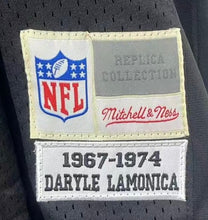 REPLICA
COLLECTION
NFL
Mitchell & Ness
1967-1974
DARYLE LAMONICA